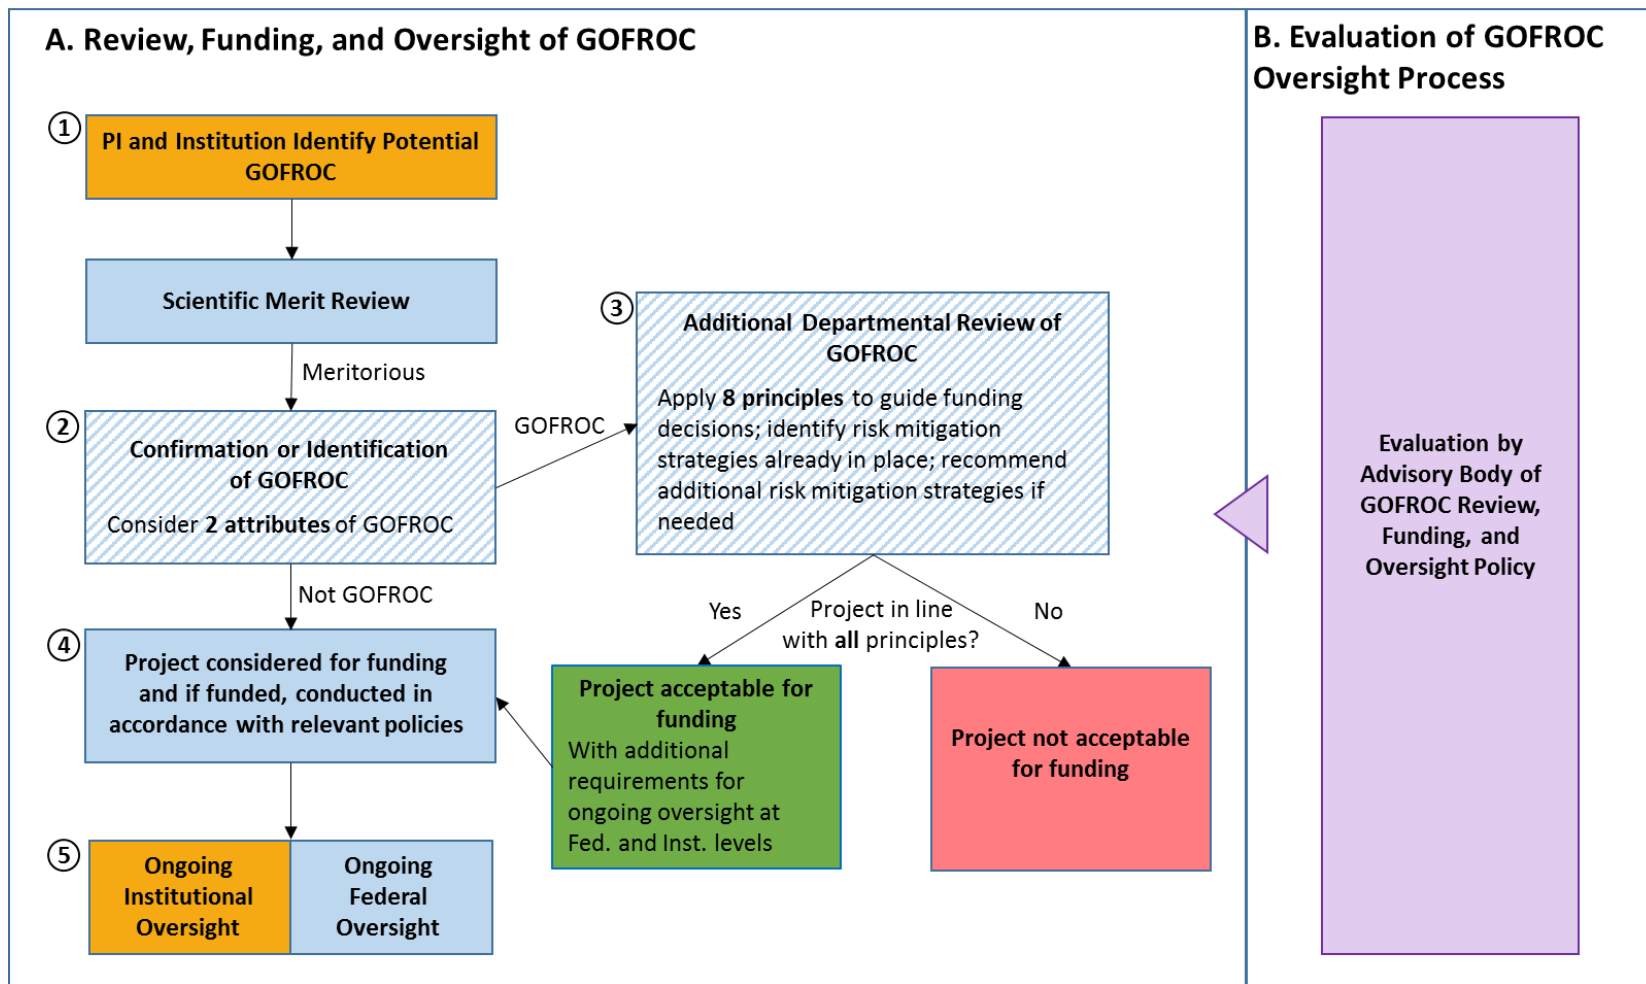 A. Review, Funding, and Oversight of GOFROC
B. Evaluation of GOFROC
Oversight Process
1
PI and Institution Identify Potential
GOFROC
Scientific Merit Review
Meritorious
2
Confirmation or Identification
of GOFROC
Consider 2 attributes of GOFROC
GOFROC
3
Additional Departmental Review of
GOFROC
Apply 8 principles to guide funding
decisions; identify risk mitigation
strategies already in place; recommend
additional risk mitigation strategies if
needed
Not GOFROC
Yes
Project in line
with all principles?
No
4
Project considered for funding
and if funded, conducted in
accordance with relevant policies
Project acceptable for
funding
With additional
requirements for
ongoing oversight at
Fed. and Inst. levels
Project not acceptable
for funding
5
Ongoing
Institutional
Oversight
Ongoing
Federal
Oversight
Evaluation by
Advisory Body of
GOFROC Review,
Funding, and
Oversight Policy